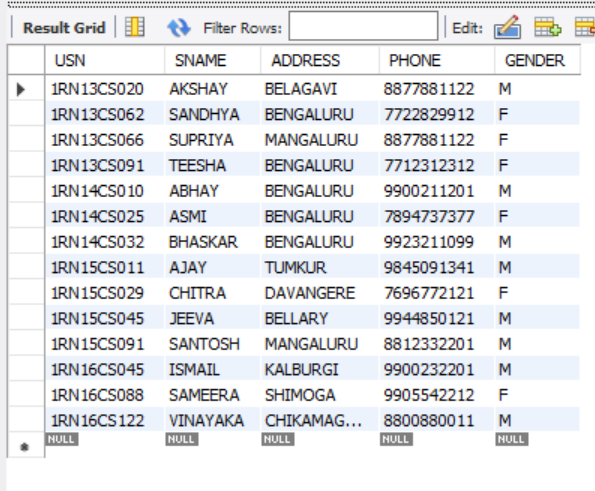 Result Grid Filter Rows: Edit:
USN SNAME ADDRESS PHONE GENDER
1RN13CS020 AKSHAY BELAGAVI 8877881122 M
1RN13CS062 SANDHYA BENGALURU 7722829912 F
1RN13CS066 SUPRIYA MANGALURU 8877881122 F
1RN13CS091 TEESHA BENGALURU 7712312312 F
1RN14CS010 ABHAY BENGALURU 9900211201 M
1RN14CS025 ASMI BENGALURU 7894737377 F
1RN14CS032 BHASKAR BENGALURU 9923211099 M
1RN15CS011 AJAY TUMKUR 9845091341 M
1RN15CS029 CHITRA DAVANGERE 7696772121 F
1RN15CS045 JEEVA BELLARY 9944850121 M
1RN15CS091 SANTOSH MANGALURU 8812332201 M
1RN16CS045 ISMAIL KALBURGI 9900232201 M
1RN16CS088 SAMEERA SHIMOGA 9905542212 F
1RN16CS122 VINAYAKA CHIKAMAG... 8800880011 M
NULL NULL NULL NULL NULL